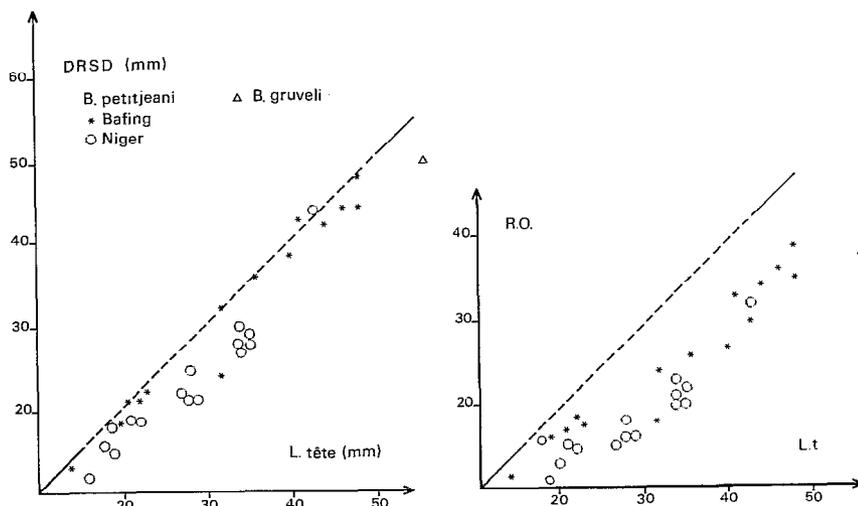 DRSD (mm)
60
B. petitjeani
△ B. gruveli
* Bafing
○ Niger
50
40
30
20
L. tête (mm)
20
30
40
50
R.O.
40
30
20
L.t
20
30
40
50